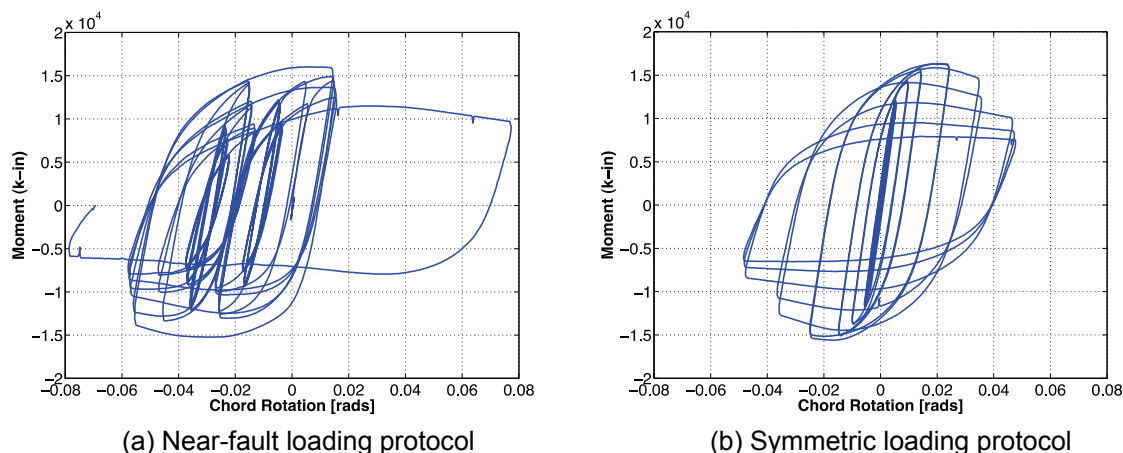 x 10⁴
2
1.5
1
0.5
0
−0.5
−1
−1.5
−2
Moment (k−in)
−0.08 −0.06 −0.04 −0.02 0 0.02 0.04 0.06 0.08
Chord Rotation [rads]
(a) Near-fault loading protocol
x 10⁴
2
1.5
1
0.5
0
−0.5
−1
−1.5
−2
Moment (k−in)
−0.08 −0.06 −0.04 −0.02 0 0.02 0.04 0.06 0.08
Chord Rotation [rads]
(b) Symmetric loading protocol